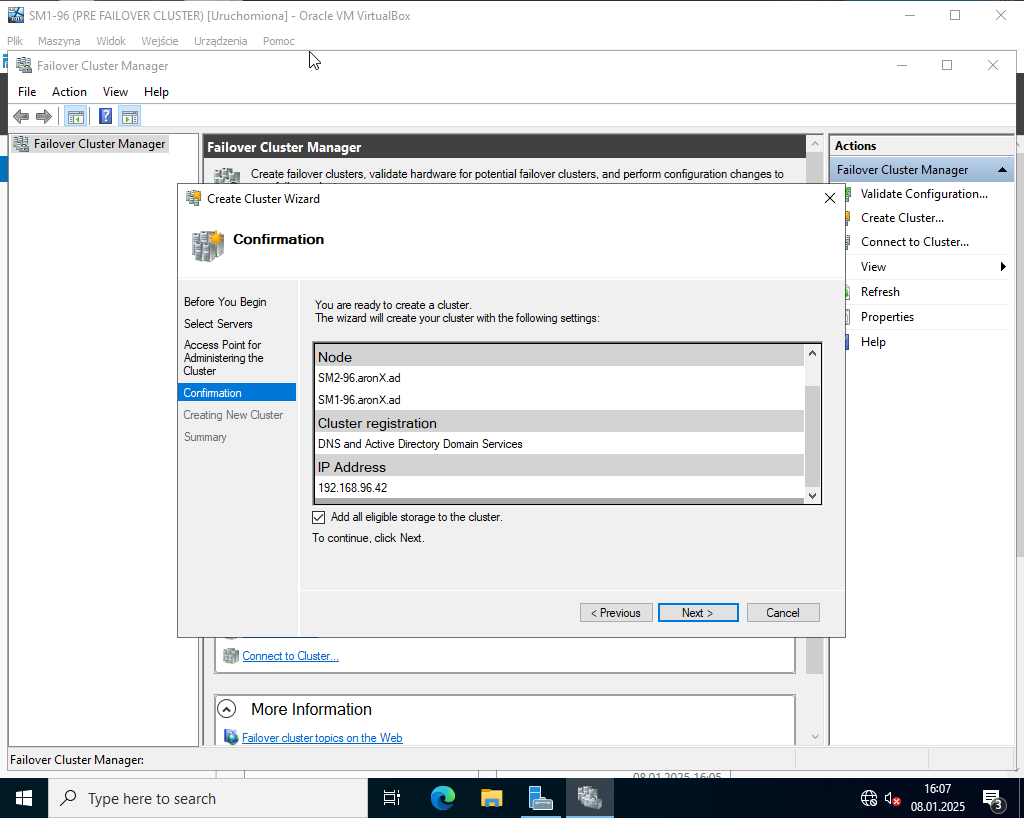 SM1-96 (PRE FAILOVER CLUSTER) [Uruchomiona] - Oracle VM VirtualBox
Plik Maszyna Widok Wejście Urządzenia Pomoc
Failover Cluster Manager
File Action View Help
Failover Cluster Manager
Failover Cluster Manager
Create failover clusters, validate hardware for potential failover clusters, and perform configuration changes to
Create Cluster Wizard
Confirmation
Before You Begin
Select Servers
Access Point for
Administering the
Cluster
Confirmation
Creating New Cluster
Summary
You are ready to create a cluster.
The wizard will create your cluster with the following settings:
Node
SM2-96.aronX.ad
SM1-96.aronX.ad
Cluster registration
DNS and Active Directory Domain Services
IP Address
192.168.96.42
Add all eligible storage to the cluster.
To continue, click Next.
< Previous Next > Cancel
Connect to Cluster...
More Information
Failover cluster topics on the Web
Actions
Failover Cluster Manager
Validate Configuration...
Create Cluster...
Connect to Cluster...
View
Refresh
Properties
Help
Failover Cluster Manager:
08.01.2025 16:05
Type here to search
16:07
08.01.2025
3